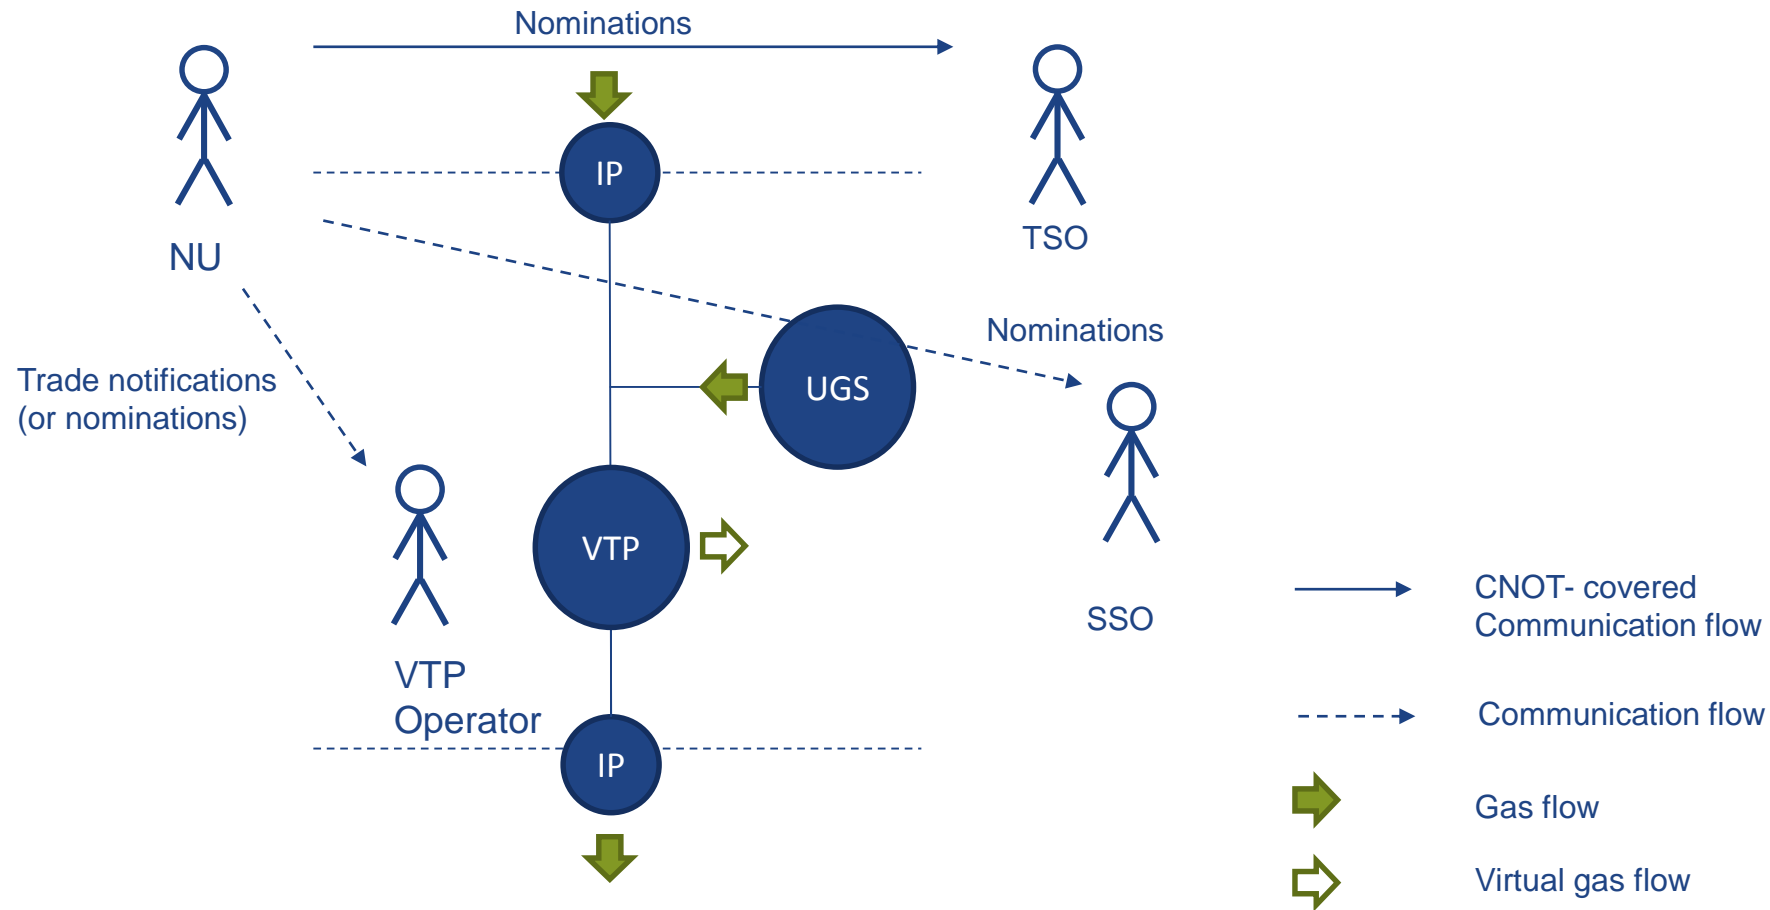 Nominations
IP
NU
TSO
Nominations
Trade notifications
(or nominations)
UGS
VTP
SSO
VTP
Operator
IP
CNOT- covered
Communication flow
Communication flow
Gas flow
Virtual gas flow